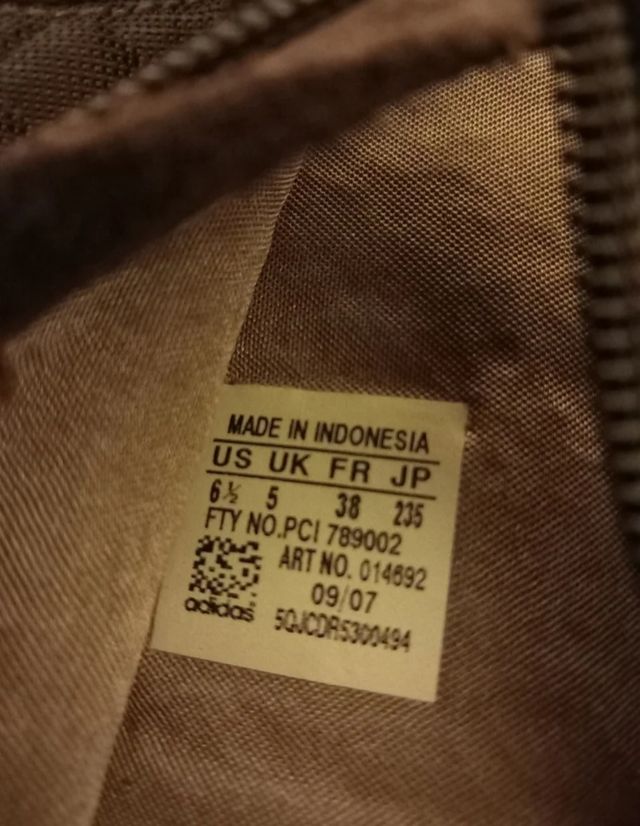 MADE IN INDONESIA
US UK FR JP
6½ 5 38 235
FTY NO.PCI 789002
ART NO. 014692
09/07
adidas 5QJCDR5300494